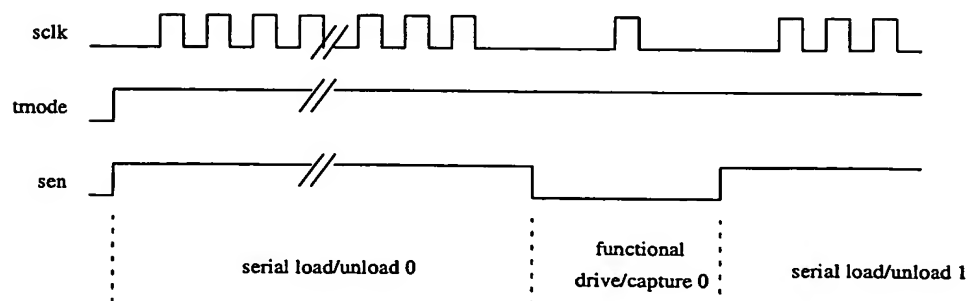 sclk
tmode
sen
serial load/unload 0
functional
drive/capture 0
serial load/unload 1